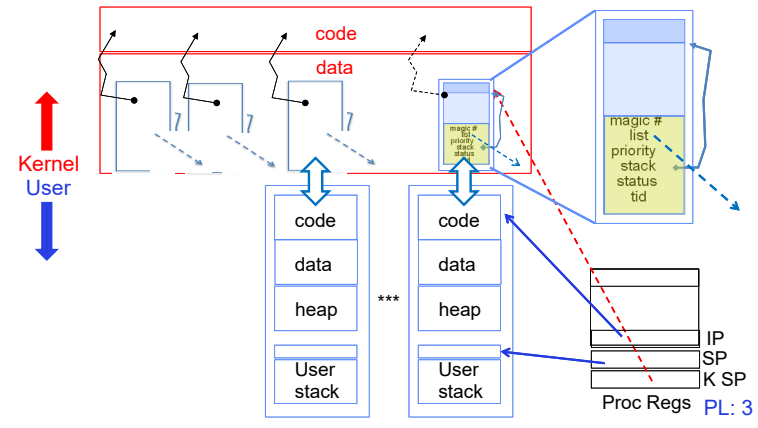 code
data
magic #
list
priority
stack
status
magic #
list
priority
stack
status
tid
Kernel
User
code
data
heap
User
stack
***
code
data
heap
User
stack
IP
SP
K SP
Proc Regs
PL: 3